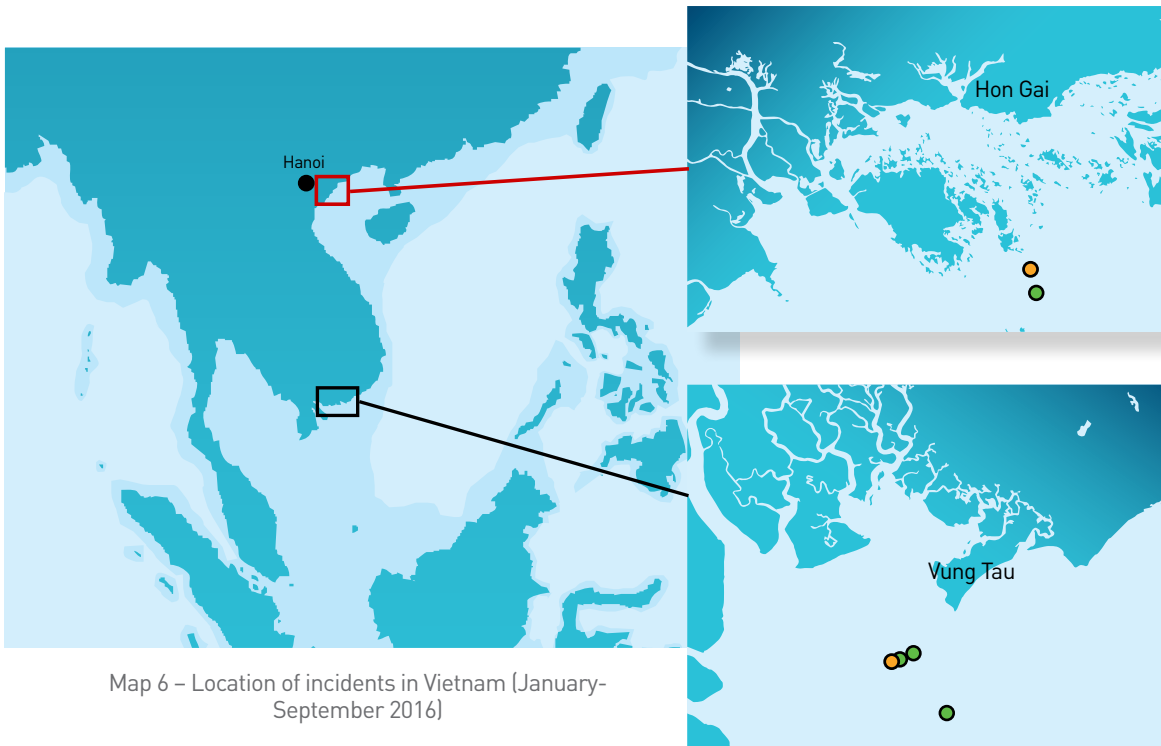 Hon Gai
Hanoi
Vung Tau
Map 6 – Location of incidents in Vietnam (January-
September 2016)